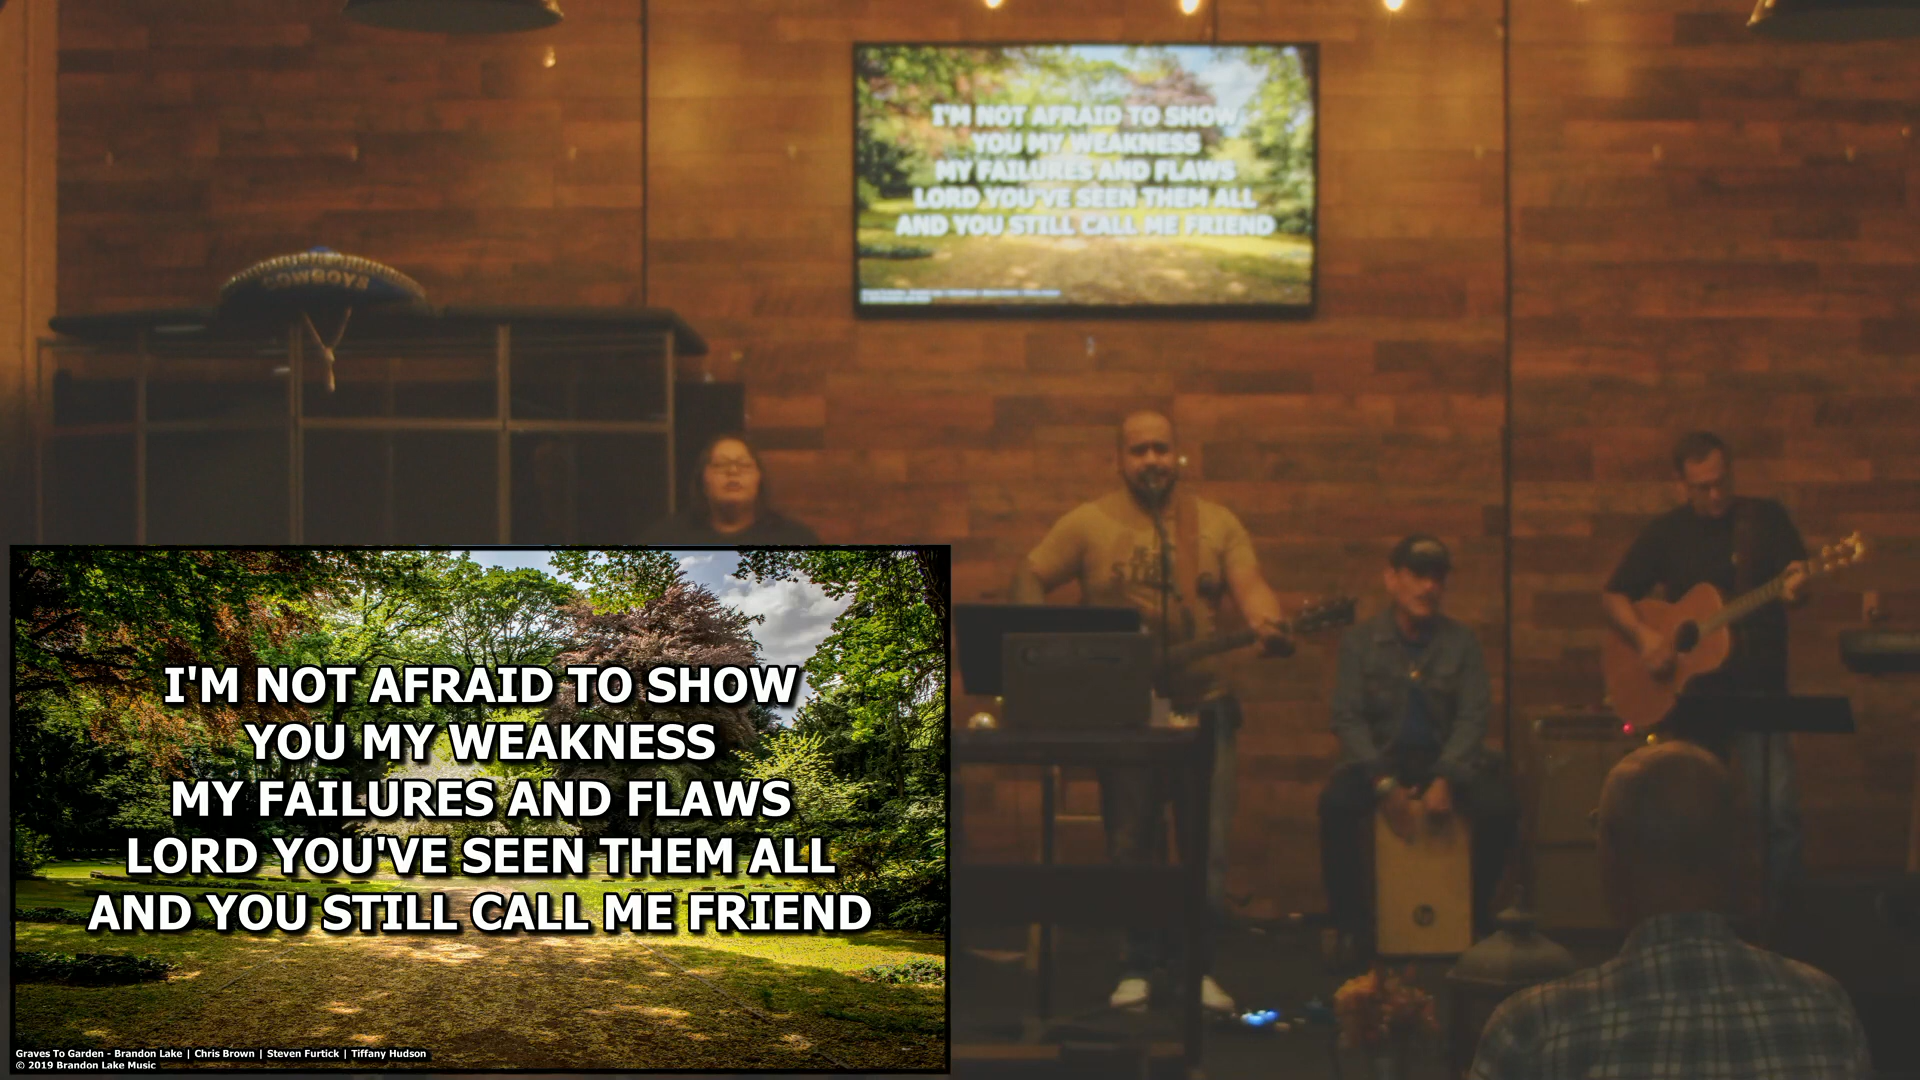 I'M NOT AFRAID TO SHOW
YOU MY WEAKNESS
MY FAILURES AND FLAWS
LORD YOU'VE SEEN THEM ALL
AND YOU STILL CALL ME FRIEND
COWBOYS
I'M NOT AFRAID TO SHOW
YOU MY WEAKNESS
MY FAILURES AND FLAWS
LORD YOU'VE SEEN THEM ALL
AND YOU STILL CALL ME FRIEND
Graves To Garden - Brandon Lake | Chris Brown | Steven Furtick | Tiffany Hudson
© 2019 Brandon Lake Music